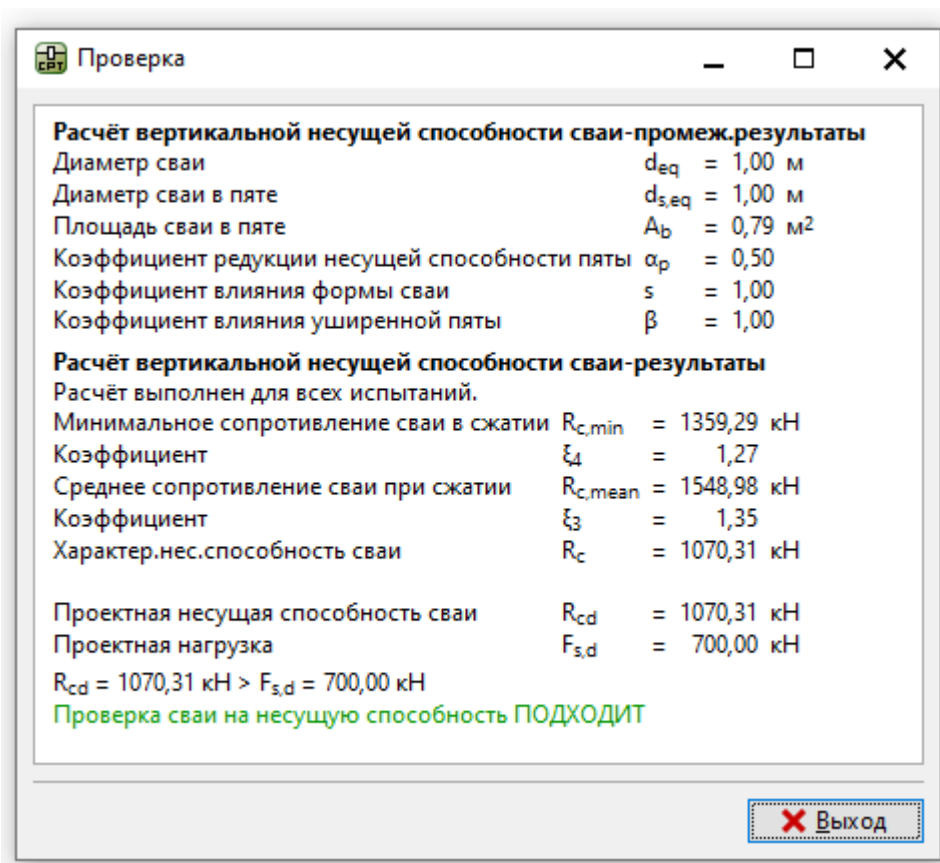 СРТ Проверка
Расчёт вертикальной несущей способности сваи-промеж.результаты
Диаметр сваи d_eq = 1,00 м
Диаметр сваи в пяте d_s,eq = 1,00 м
Площадь сваи в пяте A_b = 0,79 м²
Коэффициент редукции несущей способности пяты α_p = 0,50
Коэффициент влияния формы сваи s = 1,00
Коэффициент влияния уширенной пяты β = 1,00
Расчёт вертикальной несущей способности сваи-результаты
Расчёт выполнен для всех испытаний.
Минимальное сопротивление сваи в сжатии R_c,min = 1359,29 кН
Коэффициент ξ_4 = 1,27
Среднее сопротивление сваи при сжатии R_c,mean = 1548,98 кН
Коэффициент ξ_3 = 1,35
Характер.нес.способность сваи R_c = 1070,31 кН
Проектная несущая способность сваи R_cd = 1070,31 кН
Проектная нагрузка F_s,d = 700,00 кН
R_cd = 1070,31 кН > F_s,d = 700,00 кН
Проверка сваи на несущую способность ПОДХОДИТ
Выход